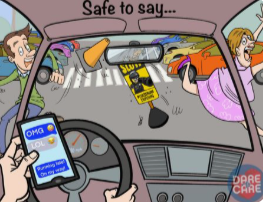 Safe to say...
OMG
LOL
Running late!
On my way!
DARE
CARE